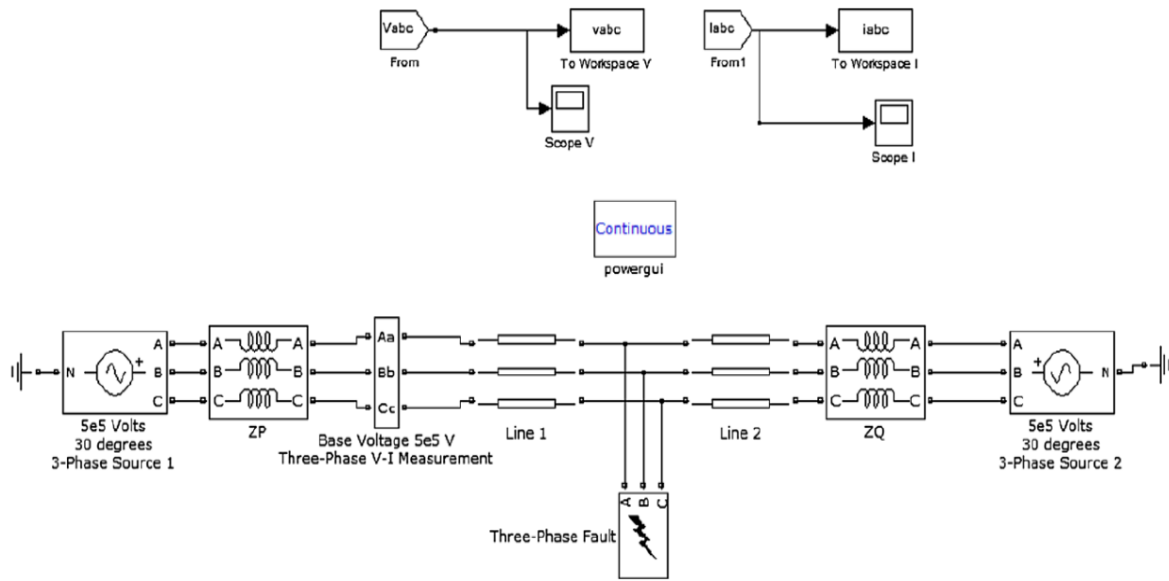 Vabc
From
vabc
To Workspace V
Scope V
Iabc
From1
iabc
To Workspace I
Scope I
Continuous
powergui
N
A
B
C
5e5 Volts
30 degrees
3-Phase Source 1
A A
B B
C C
ZP
Aa
Bb
Cc
Base Voltage 5e5 V
Three-Phase V-I Measurement
Line 1
Line 2
A A
B B
C C
ZQ
A
B
C
N
5e5 Volts
30 degrees
3-Phase Source 2
A B C
Three-Phase Fault